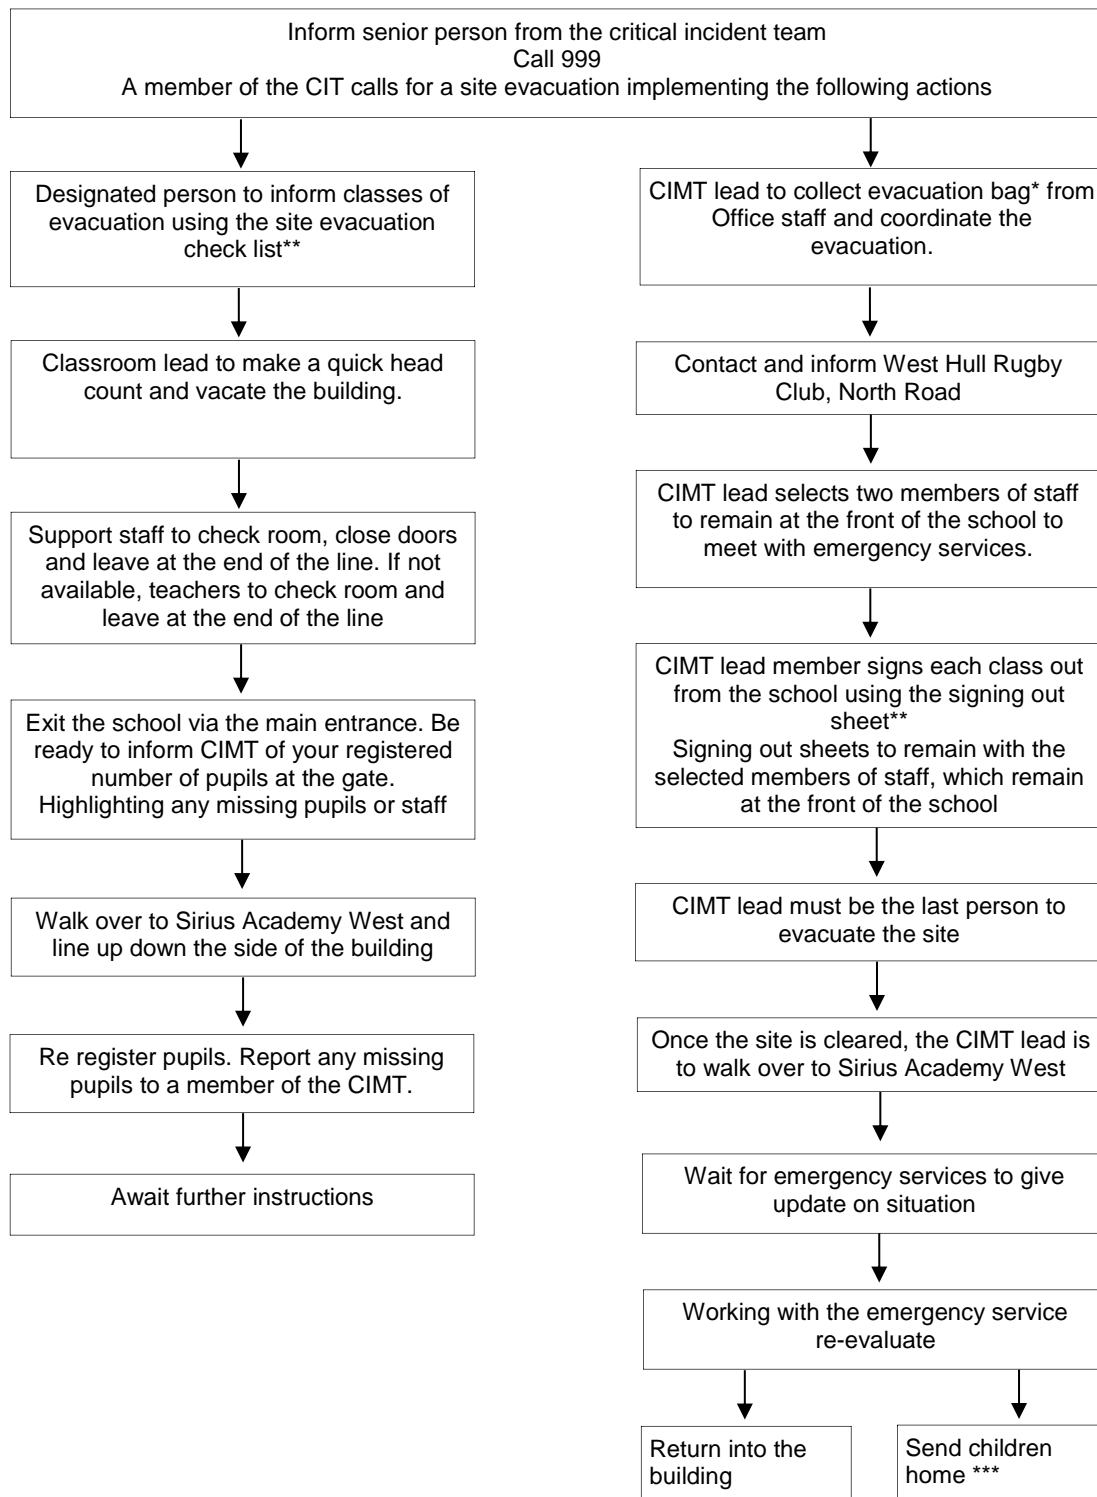 Inform senior person from the critical incident team
Call 999
A member of the CIT calls for a site evacuation implementing the following actions
Designated person to inform classes of
evacuation using the site evacuation
check list**
Classroom lead to make a quick head
count and vacate the building.
Support staff to check room, close doors
and leave at the end of the line. If not
available, teachers to check room and
leave at the end of the line
Exit the school via the main entrance. Be
ready to inform CIMT of your registered
number of pupils at the gate.
Highlighting any missing pupils or staff
Walk over to Sirius Academy West and
line up down the side of the building
Re register pupils. Report any missing
pupils to a member of the CIMT.
Await further instructions
CIMT lead to collect evacuation bag* from
Office staff and coordinate the
evacuation.
Contact and inform West Hull Rugby
Club, North Road
CIMT lead selects two members of staff
to remain at the front of the school to
meet with emergency services.
CIMT lead member signs each class out
from the school using the signing out
sheet**
Signing out sheets to remain with the
selected members of staff, which remain
at the front of the school
CIMT lead must be the last person to
evacuate the site
Once the site is cleared, the CIMT lead is
to walk over to Sirius Academy West
Wait for emergency services to give
update on situation
Working with the emergency service
re-evaluate
Return into the
building
Send children
home ***